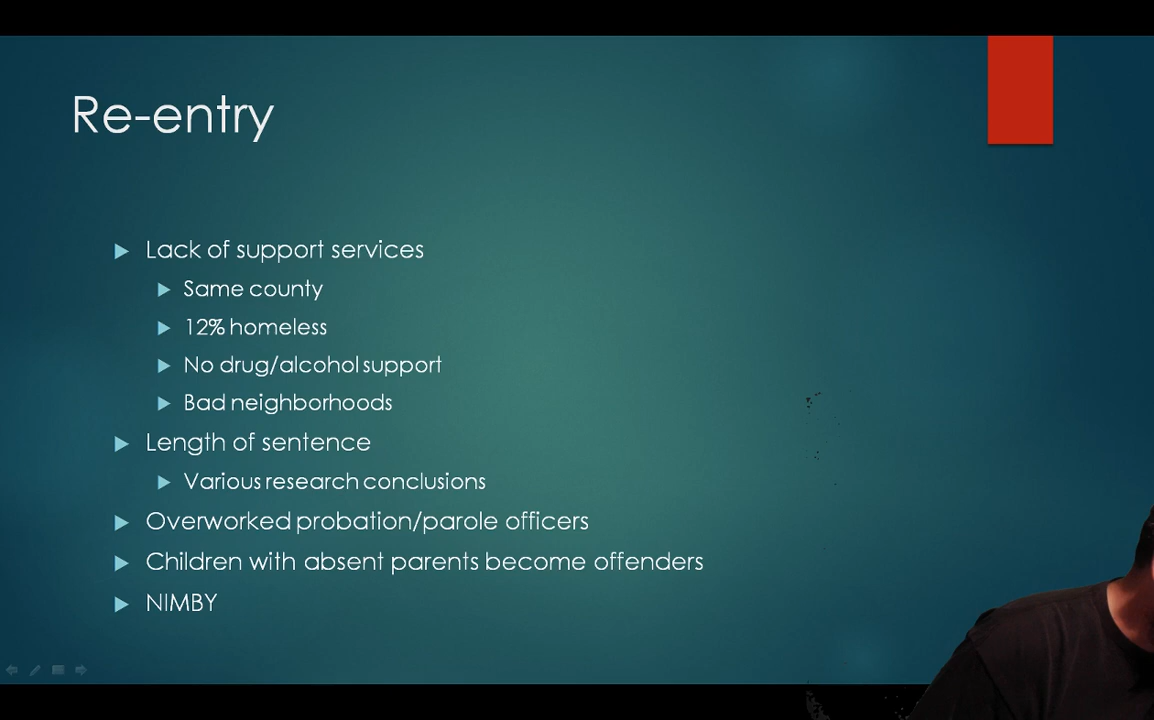 Re-entry
Lack of support services
Same county
12% homeless
No drug/alcohol support
Bad neighborhoods
Length of sentence
Various research conclusions
Overworked probation/parole officers
Children with absent parents become offenders
NIMBY